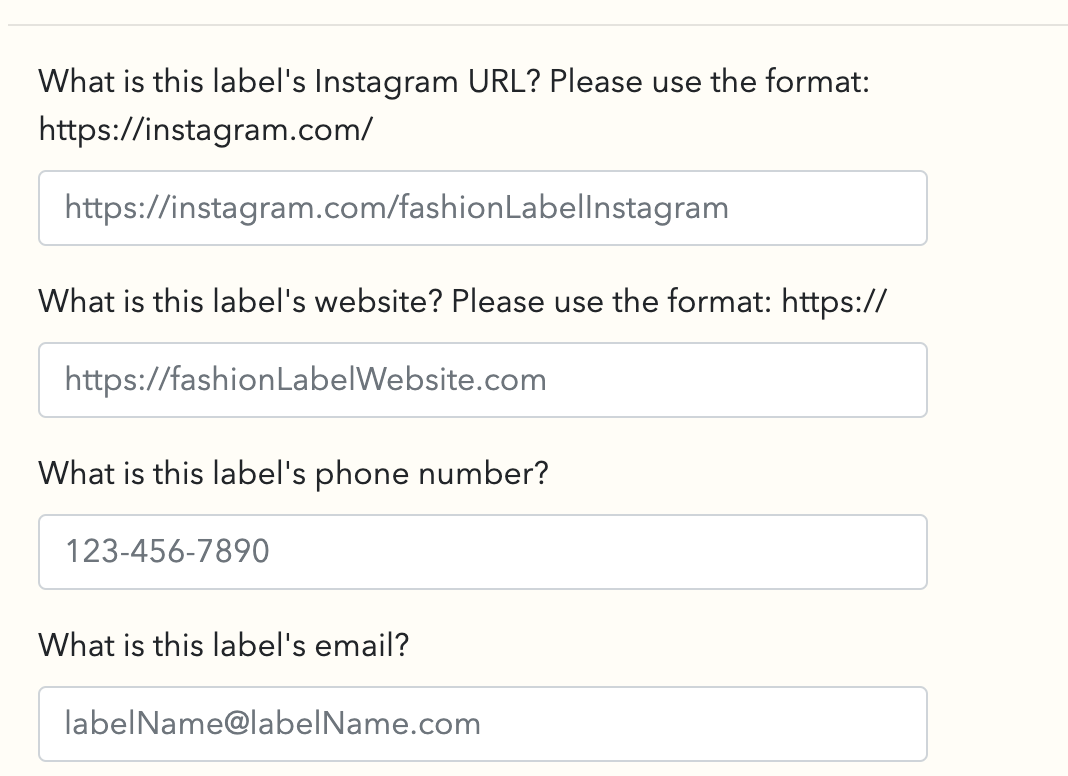 What is this label's Instagram URL? Please use the format:
https://instagram.com/
https://instagram.com/fashionLabelInstagram
What is this label's website? Please use the format: https://
https://fashionLabelWebsite.com
What is this label's phone number?
123-456-7890
What is this label's email?
labelName@labelName.com